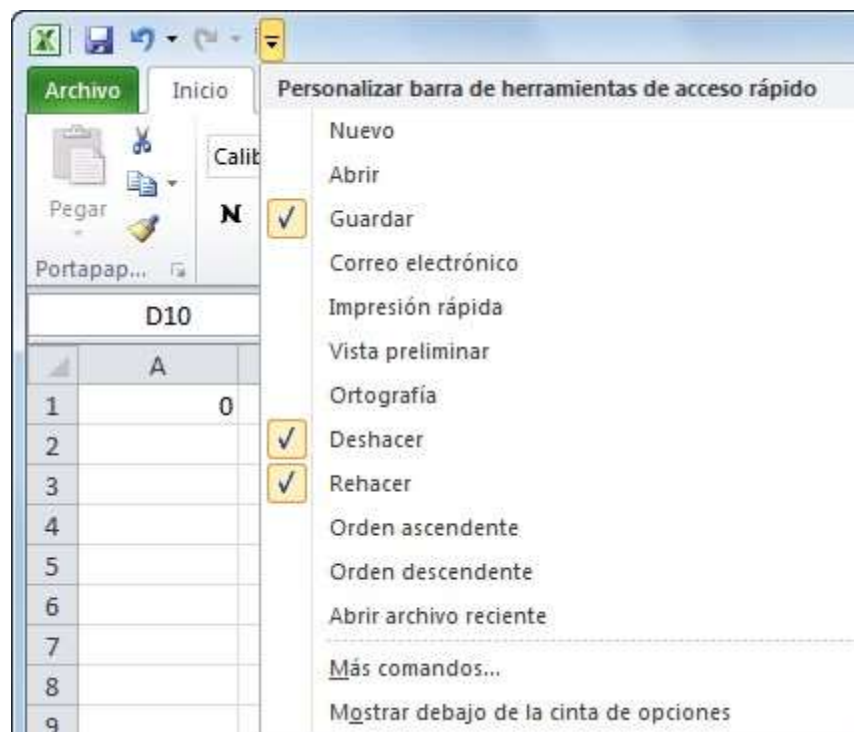 Archivo Inicio
Personalizar barra de herramientas de acceso rápido
Nuevo
Abrir
Guardar
Correo electrónico
Impresión rápida
Vista preliminar
Ortografía
Deshacer
Rehacer
Orden ascendente
Orden descendente
Abrir archivo reciente
Más comandos...
Mostrar debajo de la cinta de opciones
Calib
Pegar
N
Portapap...
D10
A
1 0
2
3
4
5
6
7
8
9